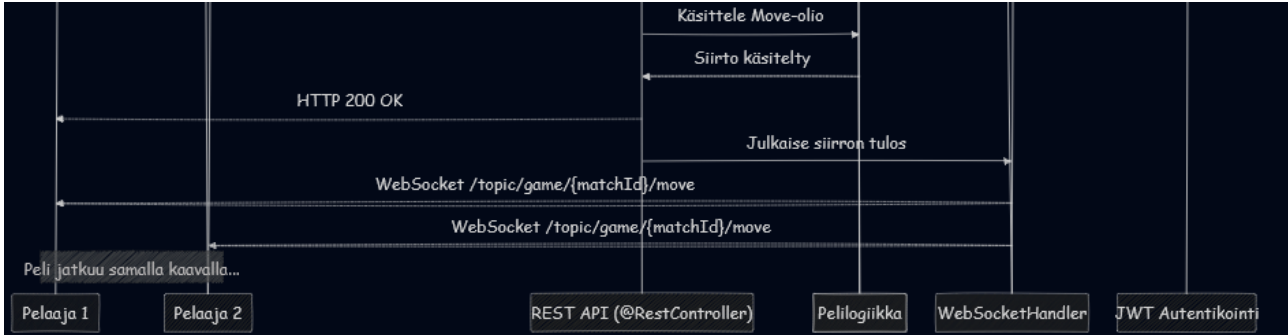 Käsittele Move-olio
Siirto käsitelty
HTTP 200 OK
Julkaise siirron tulos
WebSocket /topic/game/{matchId}/move
WebSocket /topic/game/{matchId}/move
Peli jatkuu samalla kaavalla...
Pelaaja 1
Pelaaja 2
REST API (@RestController)
Pelilogiikka
WebSocketHandler
JWT Autentikointi